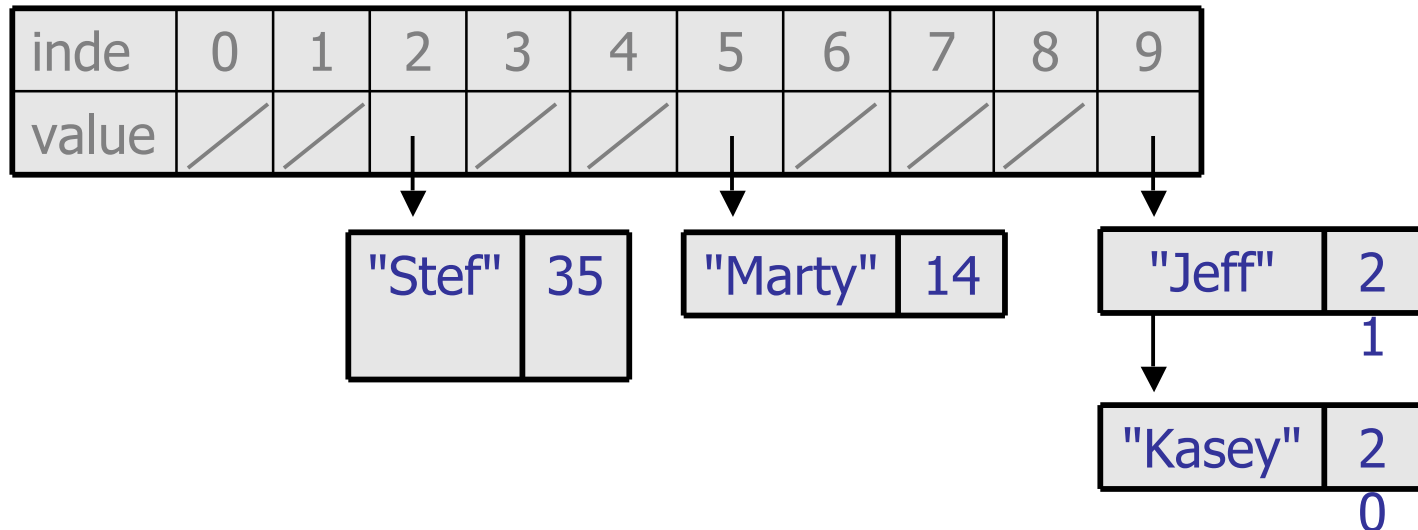 inde 0 1 2 3 4 5 6 7 8 9
value
"Stef" 35 "Marty" 14 "Jeff" 2
1
"Kasey" 2
0